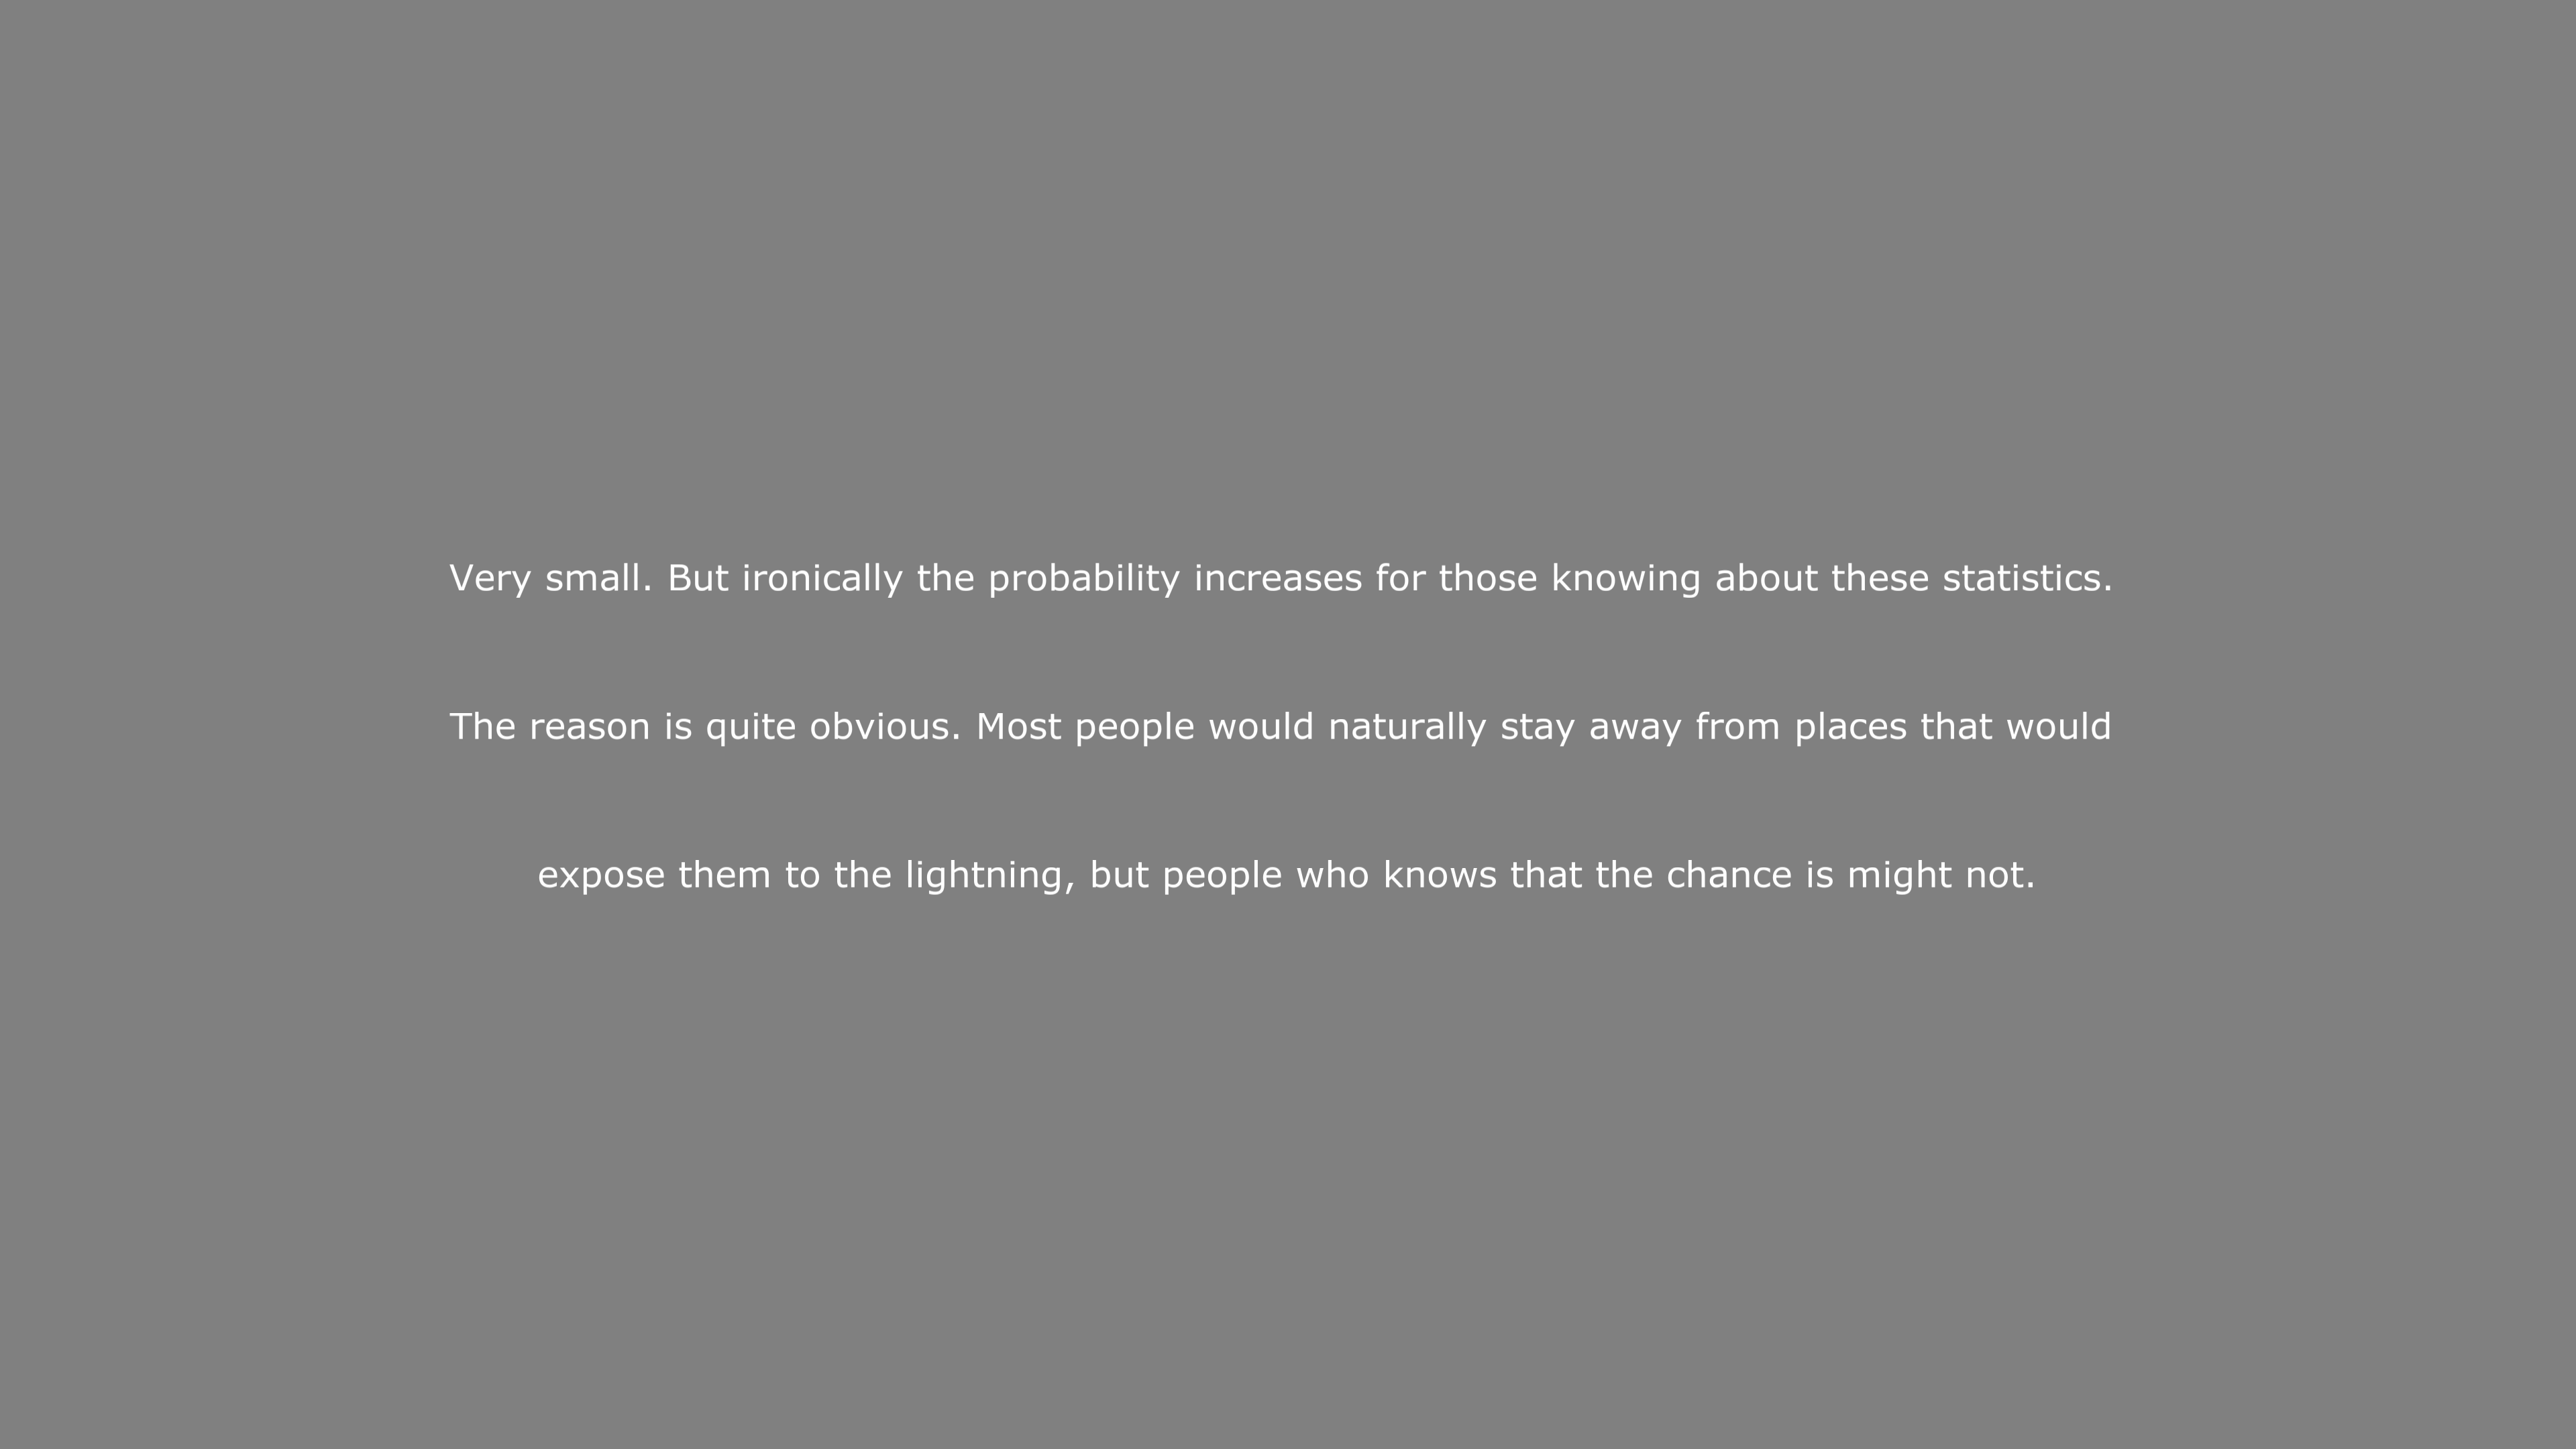 Very small. But ironically the probability increases for those knowing about these statistics.
The reason is quite obvious. Most people would naturally stay away from places that would
expose them to the lightning, but people who knows that the chance is might not.